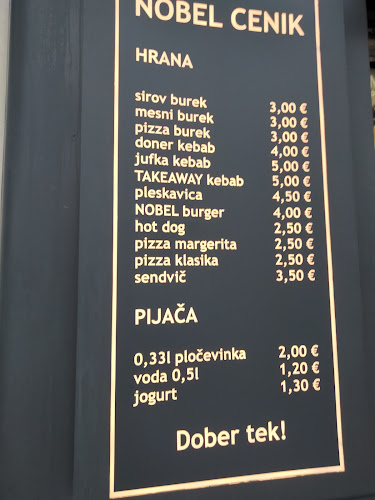 NOBEL CENIK
HRANA
sirov burek 3,00 €
mesni burek 3,00 €
pizza burek 3,00 €
doner kebab 4,00 €
jufka kebab 5,00 €
TAKEAWAY kebab 5,00 €
pleskavica 4,50 €
NOBEL burger 4,00 €
hot dog 2,50 €
pizza margerita 2,50 €
pizza klasika 2,50 €
sendvič 3,50 €
PIJAČA
0,33l pločevinka 2,00 €
voda 0,5l 1,20 €
jogurt 1,30 €
Dober tek!